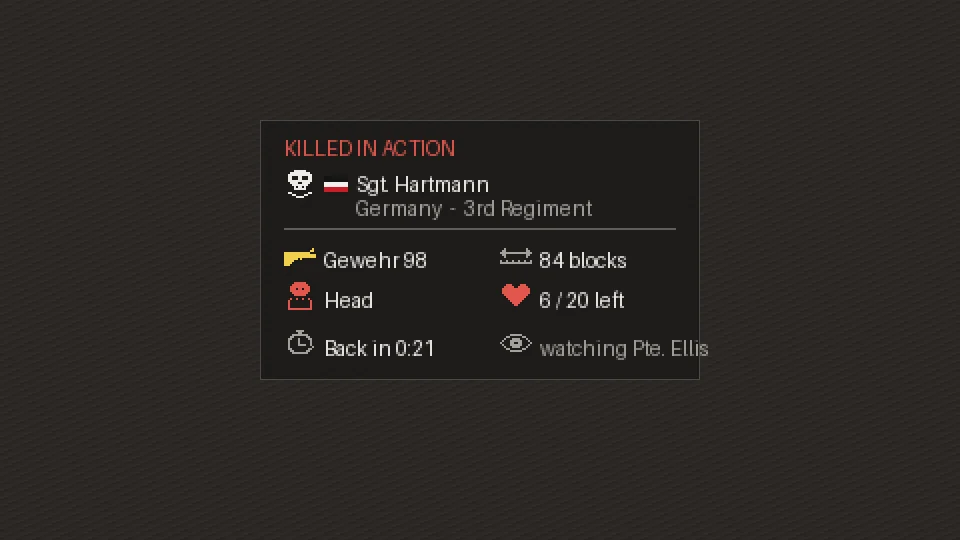 KILLED IN ACTION
Sgt. Hartmann
Germany - 3rd Regiment
Gewehr 98
84 blocks
Head
6 / 20 left
Back in 0:21
watching Pte. Ellis